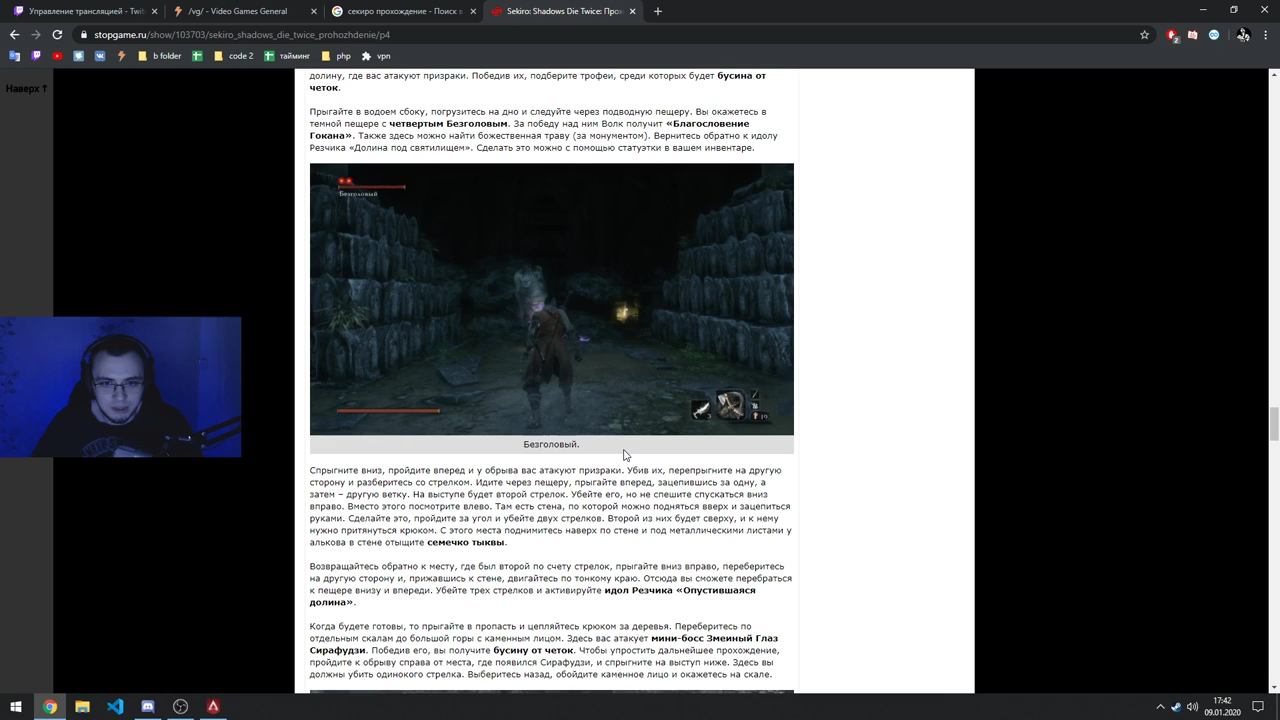 Управление трансляцией - Twit
/vg/ - Video Games General
секиро прохождение - Поиск в
Sekiro: Shadows Die Twice: Про
stopgame.ru/show/103703/sekiro_shadows_die_twice_prohozhdenie/p4
b folder
code 2
тайминг
php
vpn
Наверх ↑
долину, где вас атакуют призраки. Победив их, подберите трофеи, среди которых будет бусина от
четок.
Прыгайте в водоем сбоку, погрузитесь на дно и следуйте через подводную пещеру. Вы окажетесь в
темной пещере с четвертым Безголовым. За победу над ним Волк получит «Благословение
Гокана». Также здесь можно найти божественная траву (за монументом). Вернитесь обратно к идолу
Резчика «Долина под святилищем». Сделать это можно с помощью статуэтки в вашем инвентаре.
Безголовый
Безголовый.
Спрыгните вниз, пройдите вперед и у обрыва вас атакуют призраки. Убив их, перепрыгните на другую
сторону и разберитесь со стрелком. Идите через пещеру, прыгайте вперед, зацепившись за одну, а
затем – другую ветку. На выступе будет второй стрелок. Убейте его, но не спешите спускаться вниз
вправо. Вместо этого посмотрите влево. Там есть стена, по которой можно подняться вверх и зацепиться
руками. Сделайте это, пройдите за угол и убейте двух стрелков. Второй из них будет сверху, и к нему
нужно притянуться крюком. С этого места поднимитесь наверх по стене и под металлическими листами у
алькова в стене отыщите семечко тыквы.
Возвращайтесь обратно к месту, где был второй по счету стрелок, прыгайте вниз вправо, переберитесь
на другую сторону и, прижавшись к стене, двигайтесь по тонкому краю. Отсюда вы сможете перебраться
к пещере внизу и впереди. Убейте трех стрелков и активируйте идол Резчика «Опустившаяся
долина».
Когда будете готовы, то прыгайте в пропасть и цепляйтесь крюком за деревья. Переберитесь по
отдельным скалам до большой горы с каменным лицом. Здесь вас атакует мини-босс Змеиный Глаз
Сирафудзи. Победив его, вы получите бусину от четок. Чтобы упростить дальнейшее прохождение,
пройдите к обрыву справа от места, где появился Сирафудзи, и спрыгните на выступ ниже. Здесь вы
должны убить одинокого стрелка. Выберитесь назад, обойдите каменное лицо и окажетесь на скале.
17:42
09.01.2020